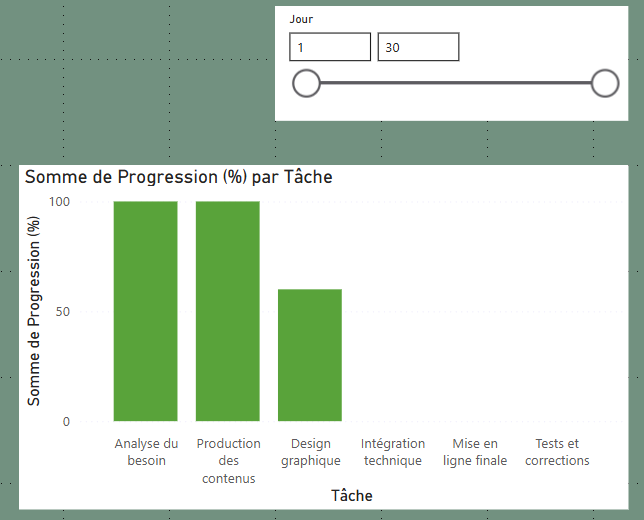 Jour
1 30
Somme de Progression (%) par Tâche
Somme de Progression (%)
100
50
0
Analyse du besoin
Production des contenus
Design graphique
Intégration technique
Mise en ligne finale
Tests et corrections
Tâche